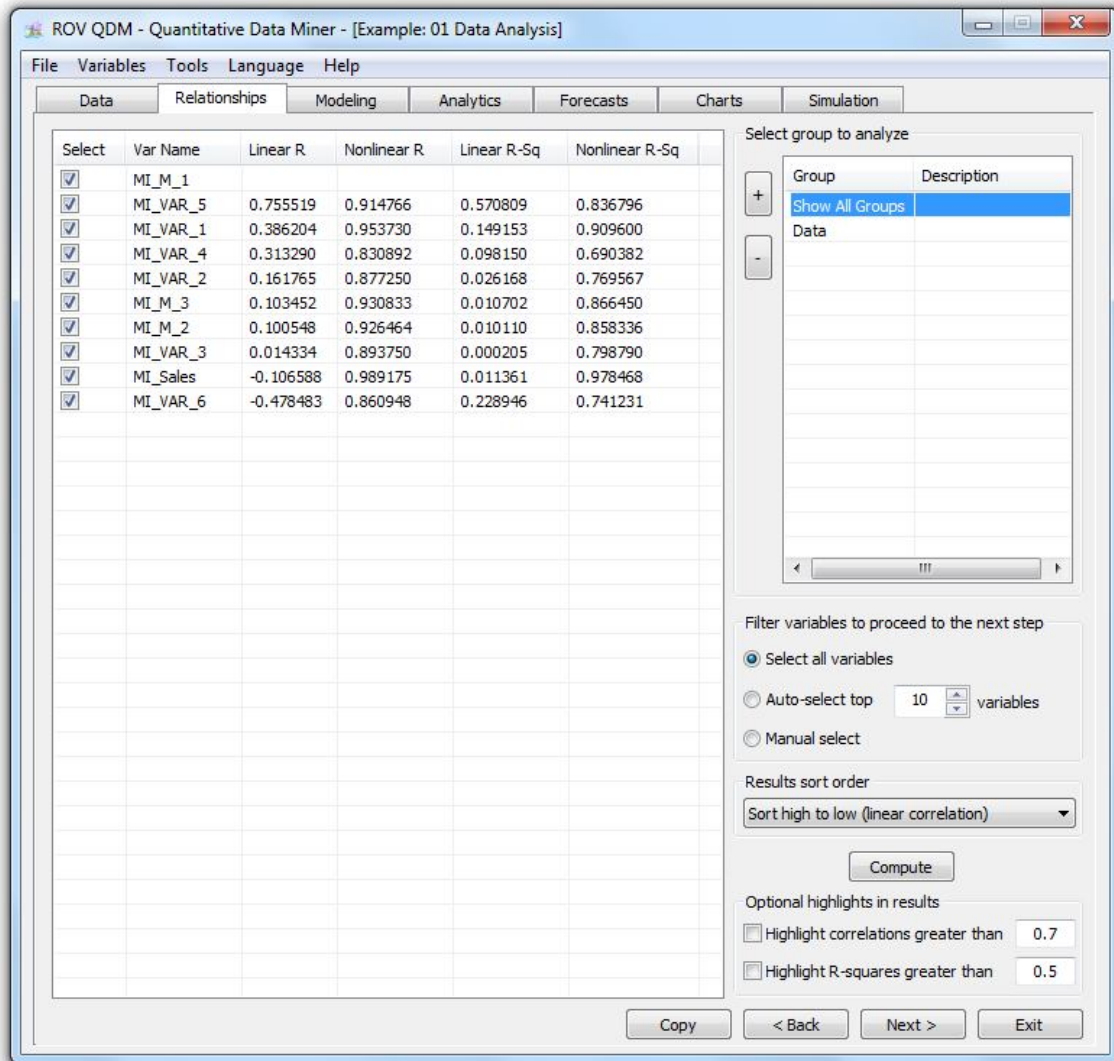 ROV QDM - Quantitative Data Miner - [Example: 01 Data Analysis]
File Variables Tools Language Help
Data Relationships Modeling Analytics Forecasts Charts Simulation
Select Var Name Linear R Nonlinear R Linear R-Sq Nonlinear R-Sq
MI_M_1
MI_VAR_5 0.755519 0.914766 0.570809 0.836796
MI_VAR_1 0.386204 0.953730 0.149153 0.909600
MI_VAR_4 0.313290 0.830892 0.098150 0.690382
MI_VAR_2 0.161765 0.877250 0.026168 0.769567
MI_M_3 0.103452 0.930833 0.010702 0.866450
MI_M_2 0.100548 0.926464 0.010110 0.858336
MI_VAR_3 0.014334 0.893750 0.000205 0.798790
MI_Sales -0.106588 0.989175 0.011361 0.978468
MI_VAR_6 -0.478483 0.860948 0.228946 0.741231
Select group to analyze
+
-
Group Description
Show All Groups
Data
Filter variables to proceed to the next step
Select all variables
Auto-select top 10 variables
Manual select
Results sort order
Sort high to low (linear correlation)
Compute
Optional highlights in results
Highlight correlations greater than 0.7
Highlight R-squares greater than 0.5
Copy < Back Next > Exit